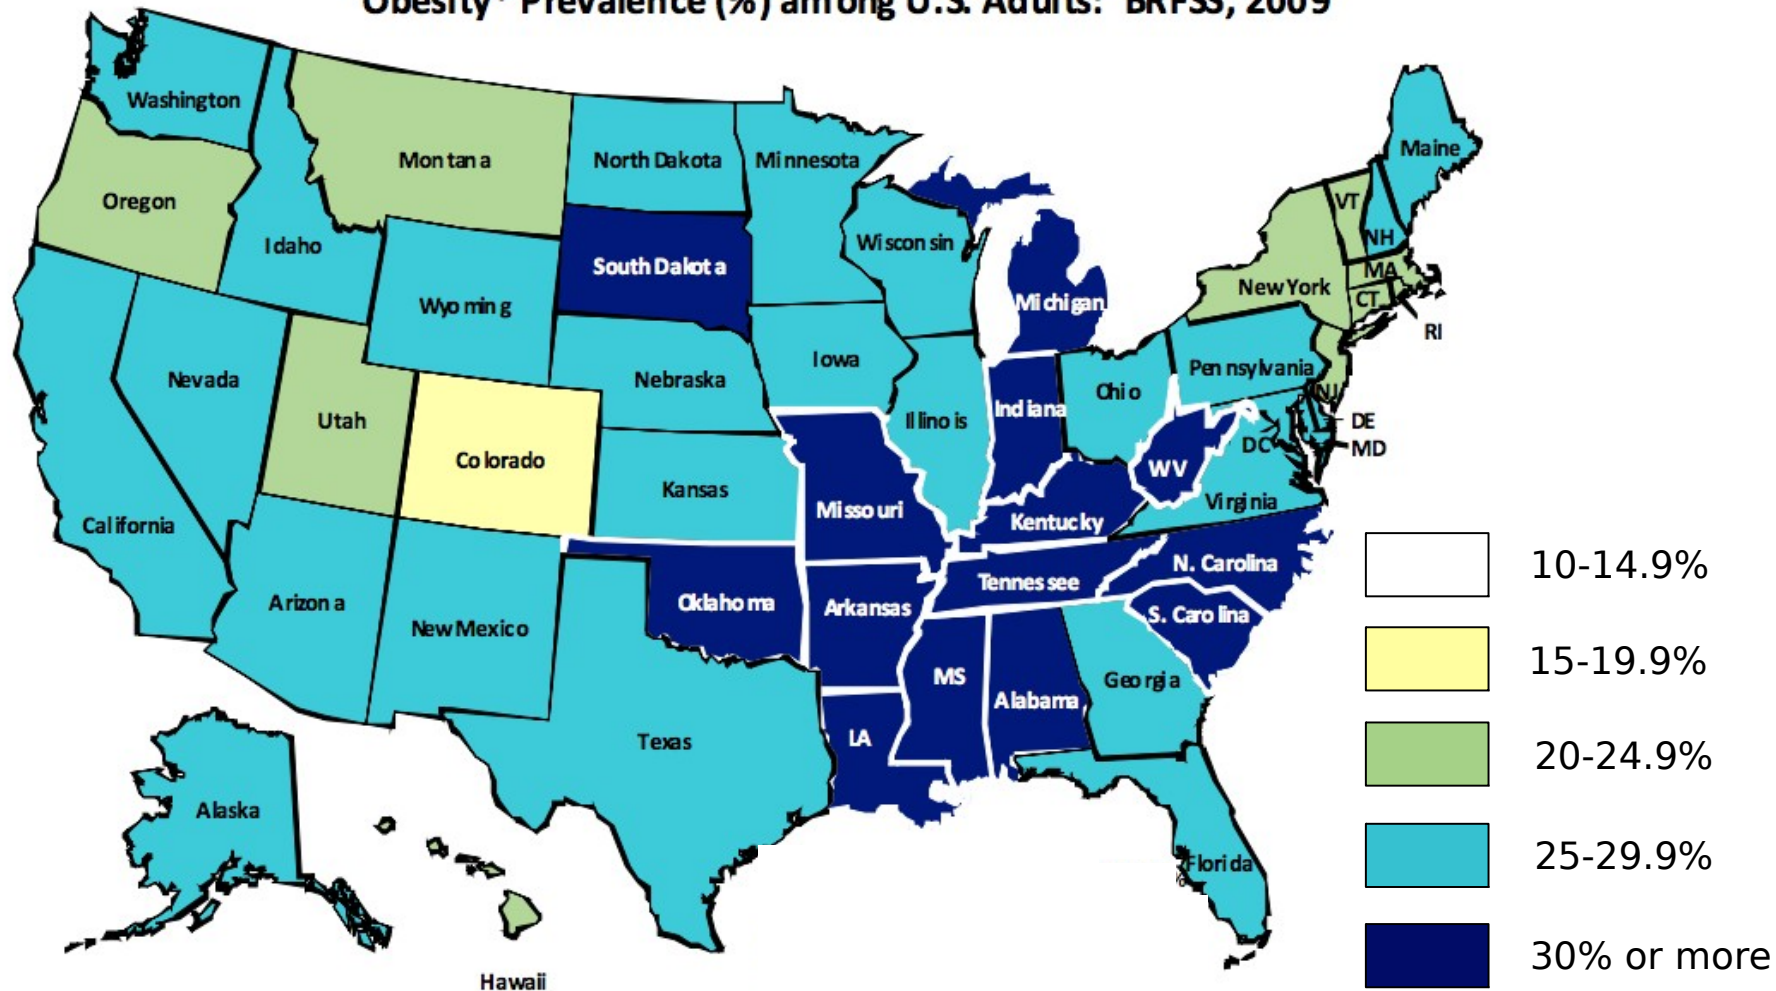 Obesity* Prevalence (%) among U.S. Adults: BRFSS, 2009
Washington
Oregon
Montana
Idaho
North Dakota
Minnesota
South Dakota
Wyoming
Wisconsin
Michigan
Maine
VT
NH
MA
New York
CT
RI
Nevada
Utah
Colorado
Nebraska
Iowa
Illinois
Indiana
Ohio
Pennsylvania
NJ
DE
MD
DC
WV
Virginia
California
Kansas
Missouri
Kentucky
Arizona
New Mexico
Oklahoma
Arkansas
Tennessee
N. Carolina
S. Carolina
MS
Alabama
Georgia
Texas
LA
Florida
Alaska
Hawaii
10-14.9%
15-19.9%
20-24.9%
25-29.9%
30% or more